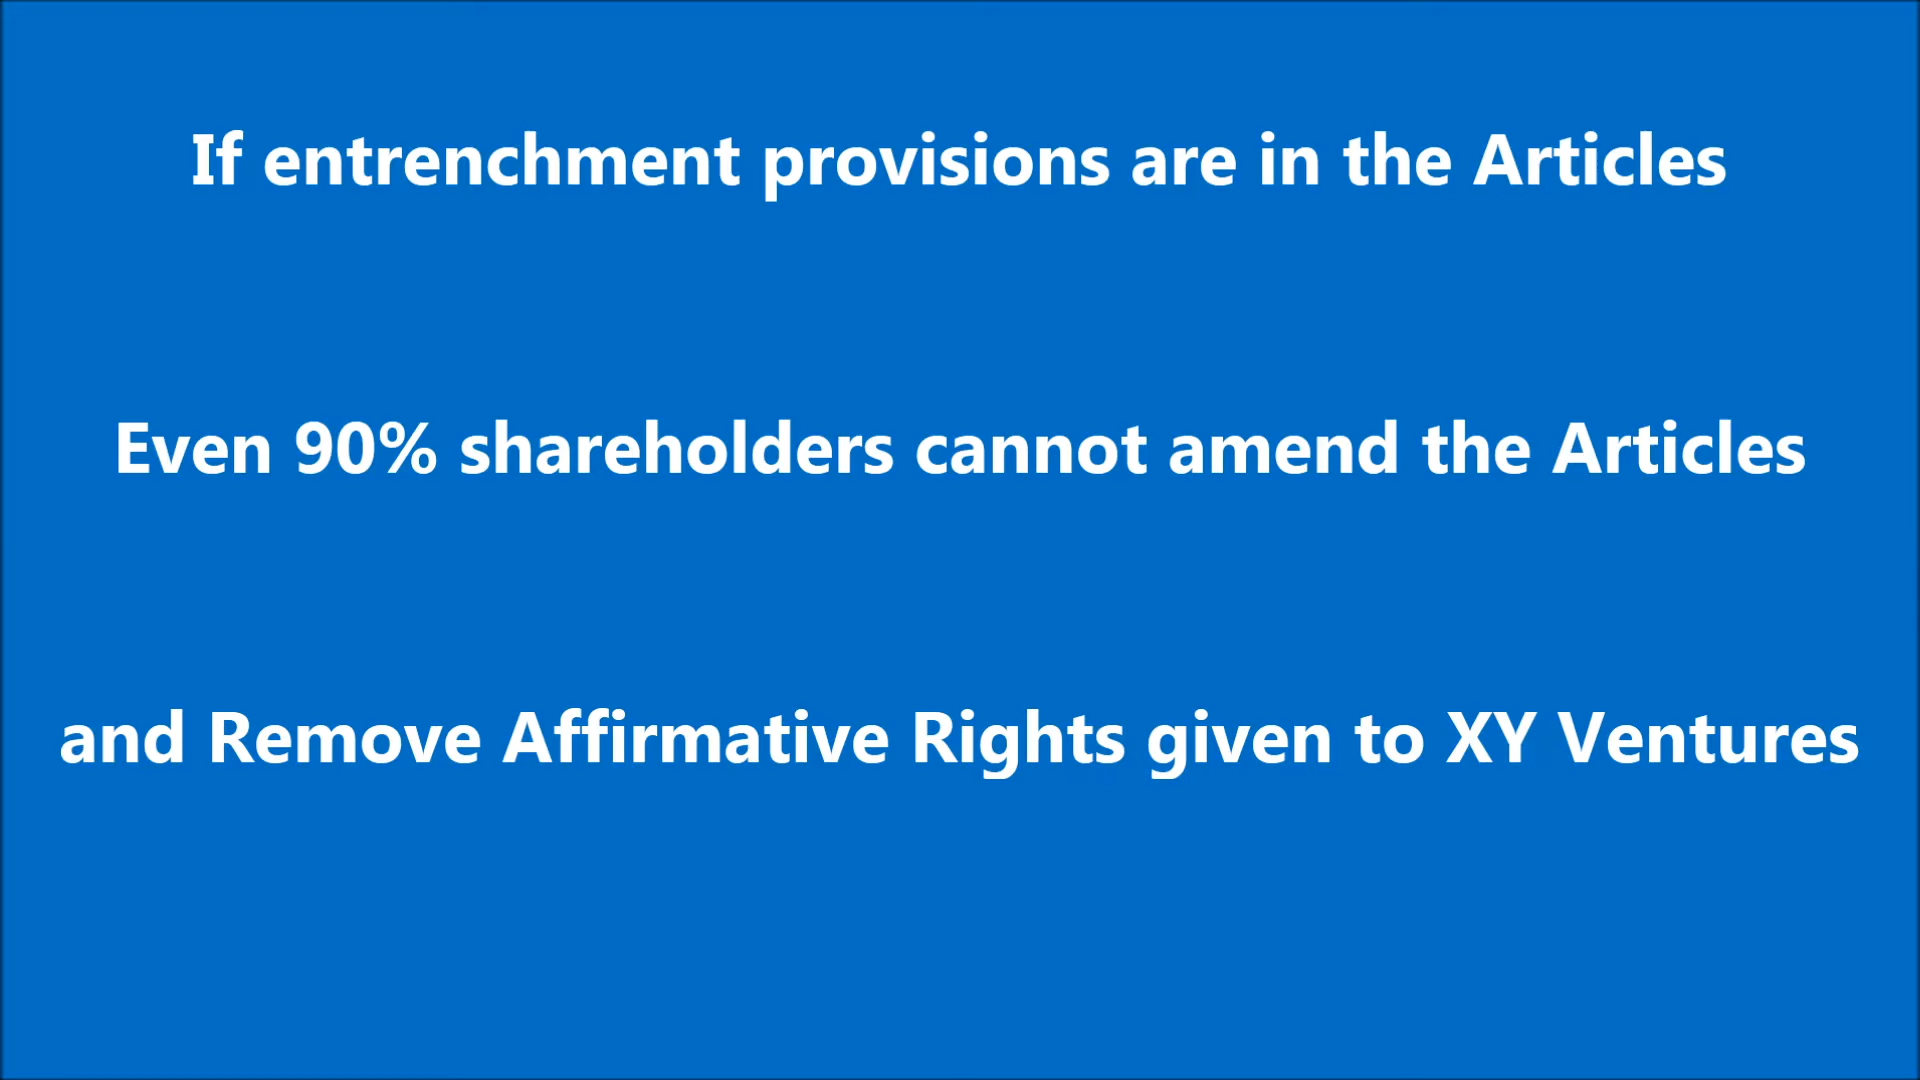 If entrenchment provisions are in the Articles
Even 90% shareholders cannot amend the Articles
and Remove Affirmative Rights given to XY Ventures